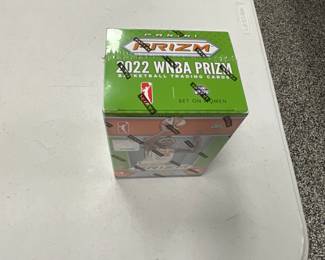 PANINI
PRIZM
2022 WNBA PRIZM
BASKETBALL TRADING CARDS
BET ON WOMEN